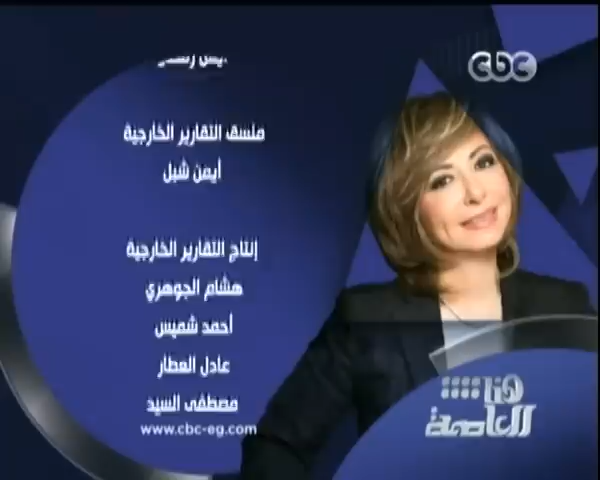 cbc
منسق التقارير الخارجية
أيمن شبل
إنتاج التقارير الخارجية
هشام الجوهري
أحمد شميس
عادل العطار
مصطفى السيد
www.cbc-eg.com
هنا
العاصمة